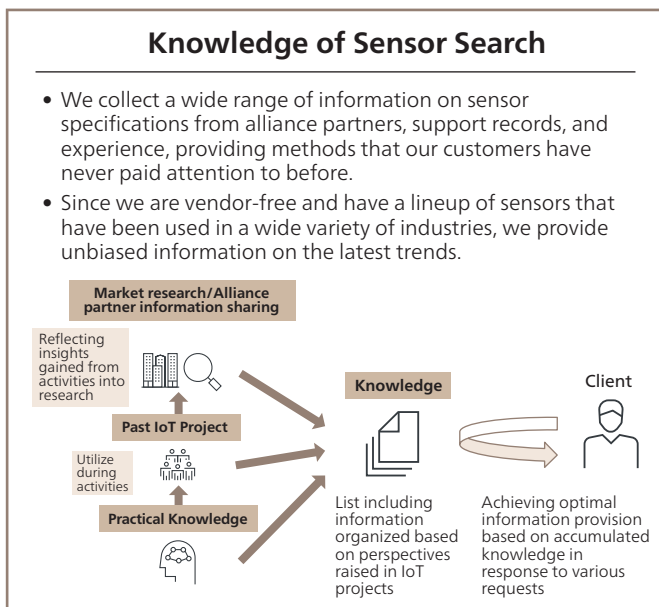 Knowledge of Sensor Search
• We collect a wide range of information on sensor
specifications from alliance partners, support records, and
experience, providing methods that our customers have
never paid attention to before.
• Since we are vendor-free and have a lineup of sensors that
have been used in a wide variety of industries, we provide
unbiased information on the latest trends.
Market research/Alliance
partner information sharing
Reflecting
insights
gained from
activities into
research
Past IoT Project
Utilize
during
activities
Practical Knowledge
Knowledge
List including
information
organized based
on perspectives
raised in IoT
projects
Client
Achieving optimal
information provision
based on accumulated
knowledge in
response to various
requests